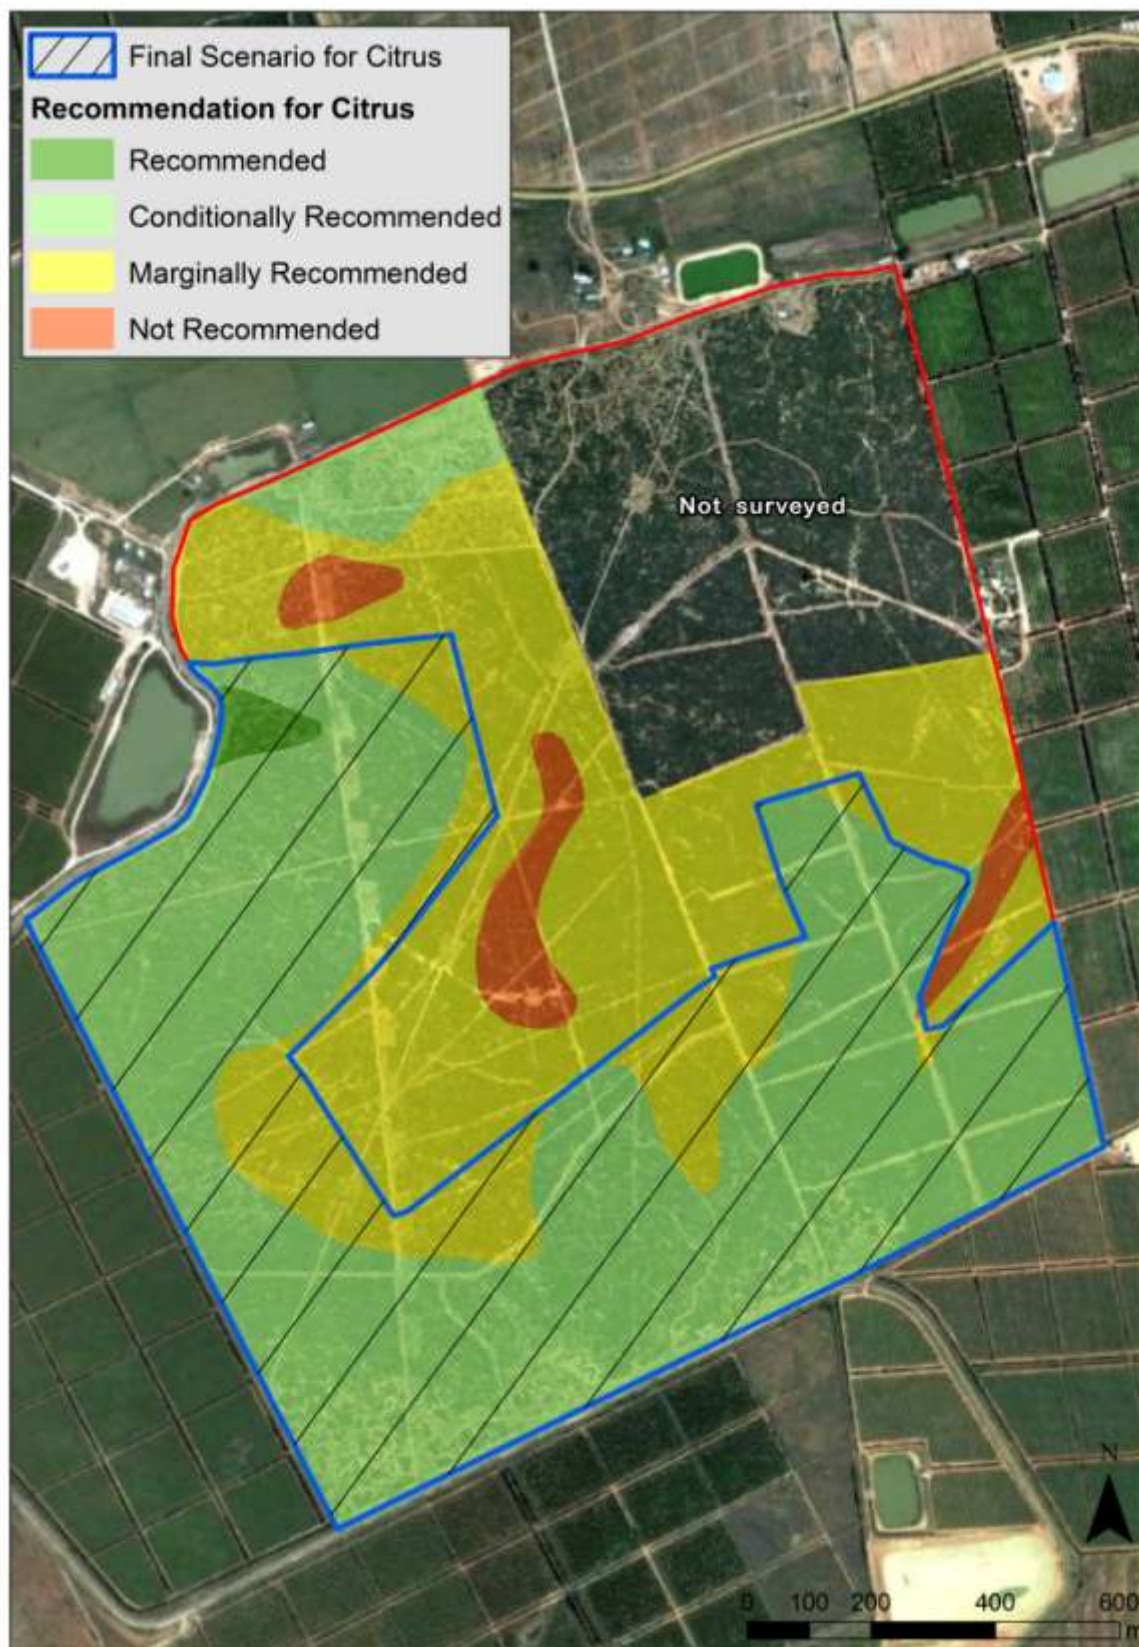 Final Scenario for Citrus
Recommendation for Citrus
Recommended
Conditionally Recommended
Marginally Recommended
Not Recommended
Not surveyed
N
0 100 200 400 600
m